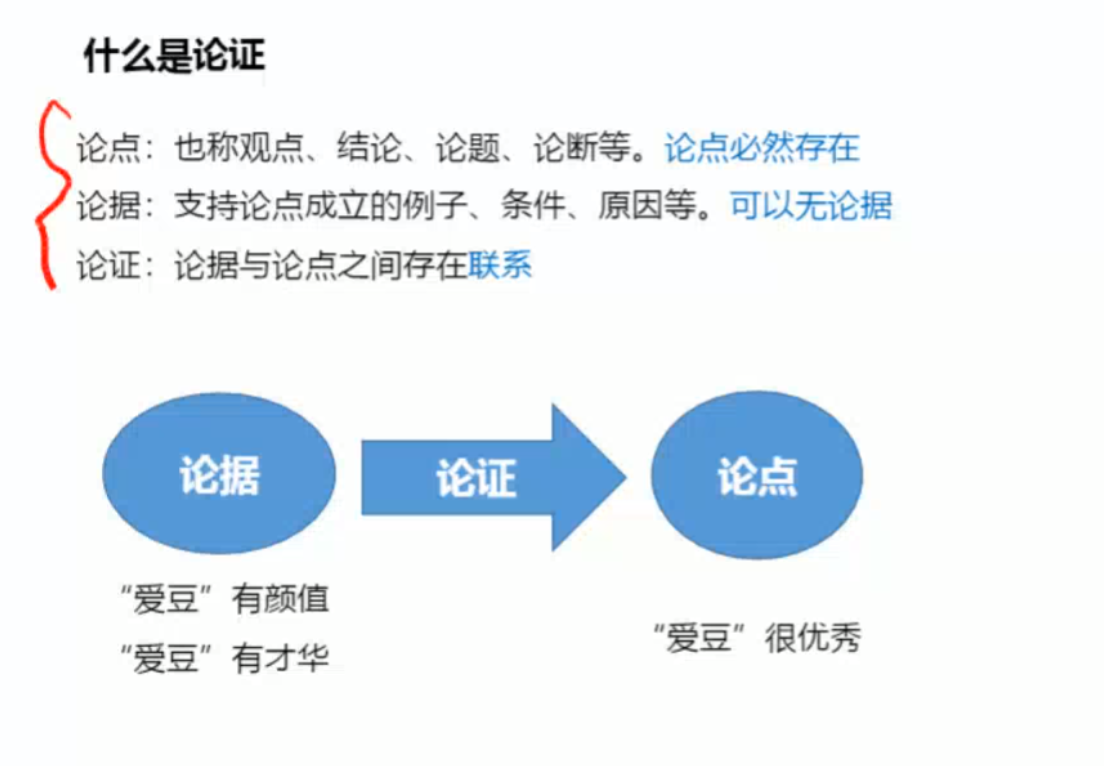 什么是论证
论点：也称观点、结论、论题、论断等。论点必然存在
论据：支持论点成立的例子、条件、原因等。可以无论据
论证：论据与论点之间存在联系
论据
论证
论点
“爱豆”有颜值
“爱豆”有才华
“爱豆”很优秀